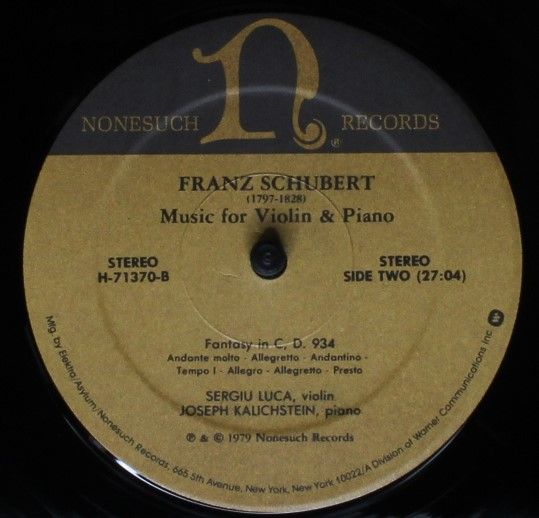 n
NONESUCH RECORDS
®
FRANZ SCHUBERT
(1797-1828)
Music for Violin & Piano
STEREO
H-71370-B
STEREO
SIDE TWO (27:04)
Fantasy in C, D. 934
Andante molto - Allegretto - Andantino -
Tempo I - Allegro - Allegretto - Presto
SERGIU LUCA, violin
JOSEPH KALICHSTEIN, piano
℗ & © 1979 Nonesuch Records
Mfg. by Elektra/Asylum/Nonesuch Records, 665 5th Avenue, New York, New York 10022/A Division of Warner Communications Inc.